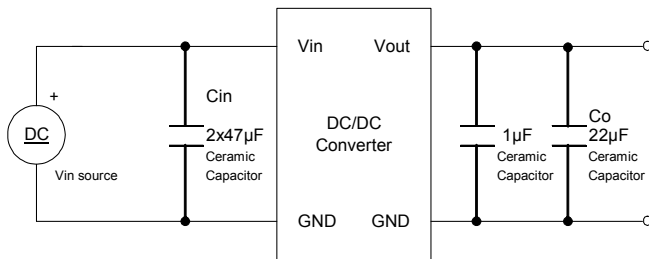 Vin Vout
+
Cin
Co
DC
2x47µF
DC/DC
Converter
1µF
22µF
Ceramic
Capacitor
Ceramic
Capacitor
Ceramic
Capacitor
Vin source
GND GND